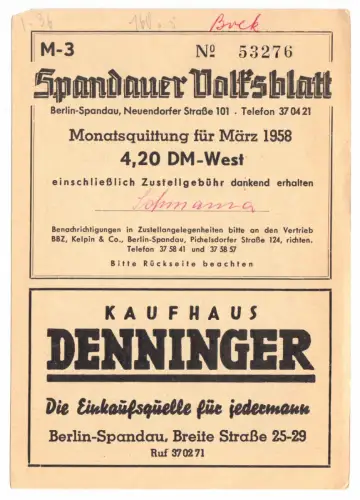 Bock
M-3 № 53276
Spandauer Volksblatt
Berlin-Spandau, Neuendorfer Straße 101 · Telefon 37 04 21
Monatsquittung für März 1958
4,20 DM-West
einschließlich Zustellgebühr dankend erhalten
Benachrichtigungen in Zustellangelegenheiten bitte an den Vertrieb
BBZ, Kelpin & Co., Berlin-Spandau, Pichelsdorfer Straße 124, richten.
Telefon 37 58 41 und 37 58 57
Bitte Rückseite beachten
KAUFHAUS
DENNINGER
Die Einkaufsquelle für jedermann
Berlin-Spandau, Breite Straße 25-29
Ruf 37 02 71